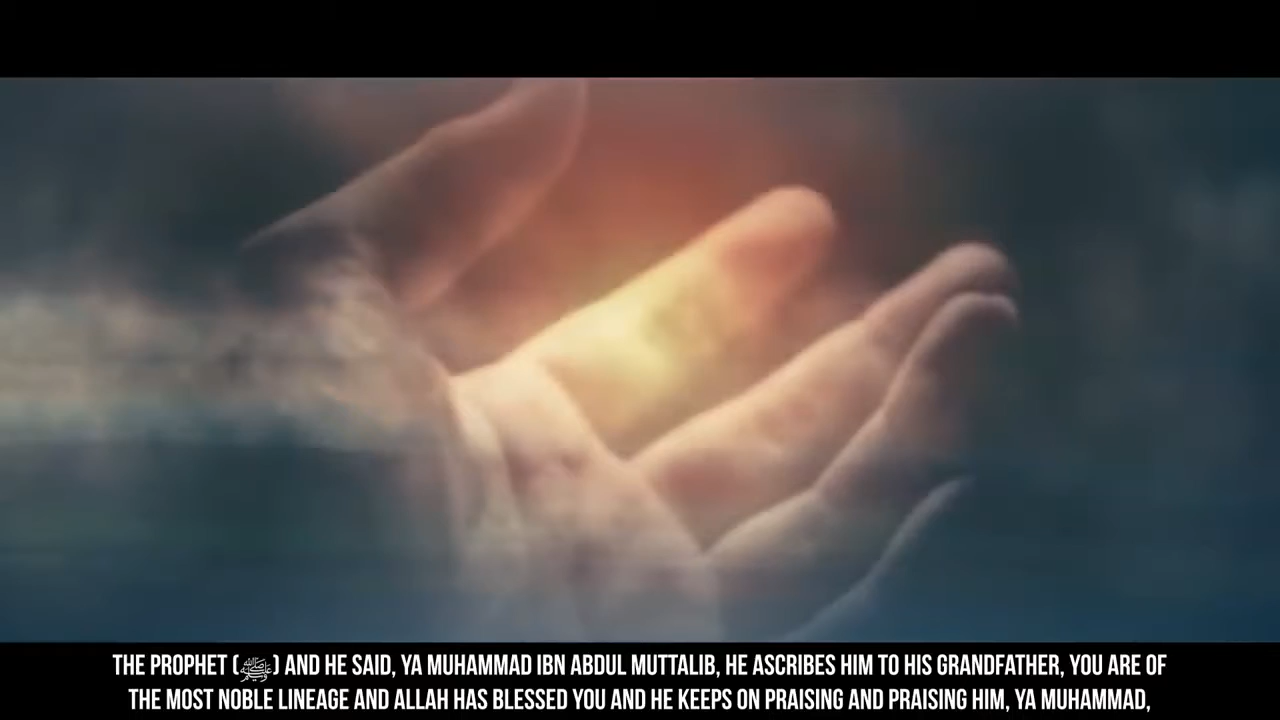 THE PROPHET (ﷺ) AND HE SAID, YA MUHAMMAD IBN ABDUL MUTTALIB, HE ASCRIBES HIM TO HIS GRANDFATHER, YOU ARE OF
THE MOST NOBLE LINEAGE AND ALLAH HAS BLESSED YOU AND HE KEEPS ON PRAISING AND PRAISING HIM, YA MUHAMMAD,